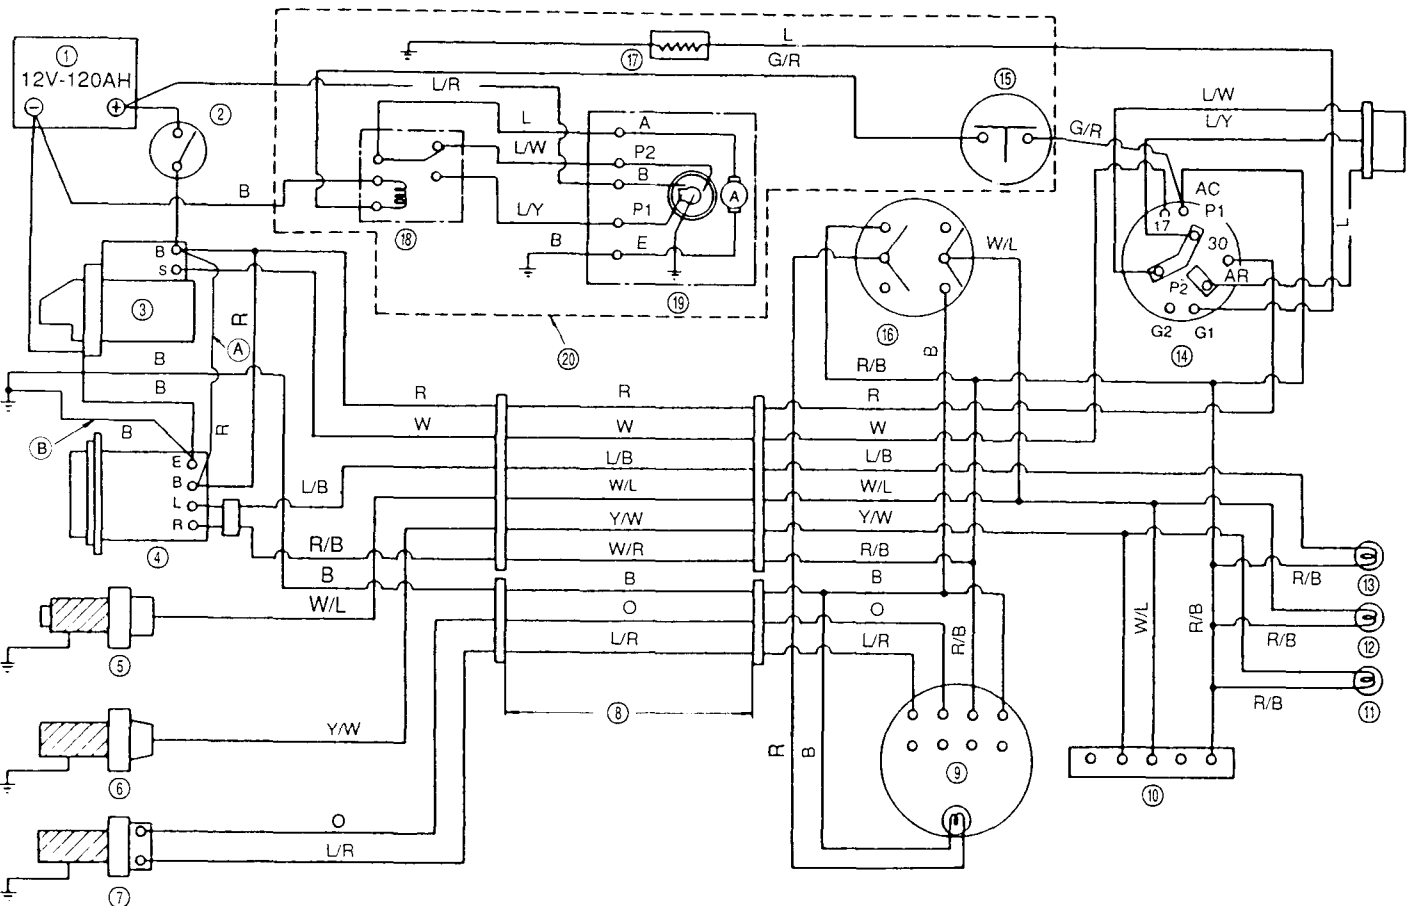 L
G/R
17
1
12V-120AH
− +
2
L/R
15
L/W
L/Y
G/R
L
A
L/W
P2
B
B
L/Y
P1
A
B
E
18
19
20
AC
17 P1
30
AR
P2
G2 G1
14
L
W/L
16
B
R/B
B
S
3
R
A
B
B
B
B
R
R R R
W W W
L/B L/B L/B
W/L W/L
Y/W Y/W
R/B W/R R/B
B B B
W/L O O
L/R L/R
E
B
L
R
4
5
6
Y/W
7
O
L/R
8
R
B
R/B
9
W/L
R/B
10
R/B 13
R/B 12
R/B 11